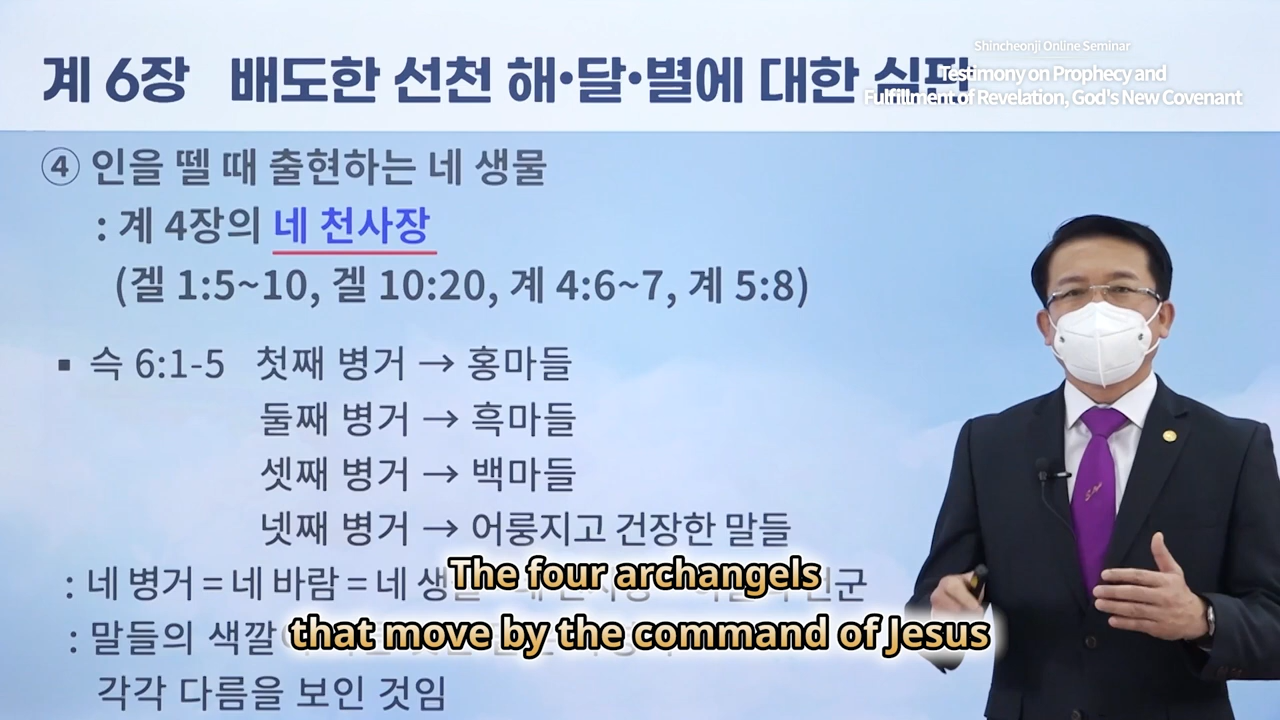 계 6장 배도한 선천 해·달·별에 대한 심판
Shincheonji Online Seminar
Testimony on Prophecy and
Fulfillment of Revelation, God's New Covenant
④ 인을 뗄 때 출현하는 네 생물
: 계 4장의 네 천사장
(겔 1:5~10, 겔 10:20, 계 4:6~7, 계 5:8)
▪ 슥 6:1-5 첫째 병거 → 홍마들
둘째 병거 → 흑마들
셋째 병거 → 백마들
넷째 병거 → 어룽지고 건장한 말들
: 네 병거 = 네 바람 = 네 생물
: 말들의 색깔
각각 다름을 보인 것임
The four archangels
that move by the command of Jesus